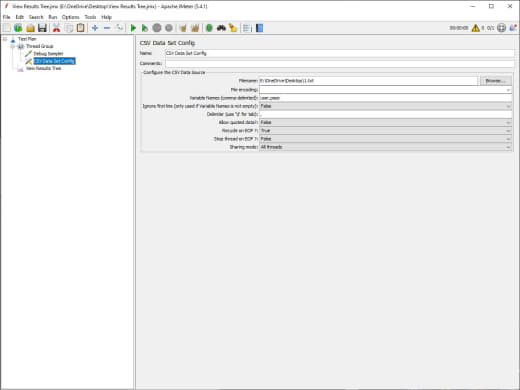 View Results Tree.jmx (E:\OneDrive\Desktop\View Results Tree.jmx) - Apache JMeter (5.4.1)
File Edit Search Run Options Tools Help
00:00:00 0 0/1
Test Plan
Thread Group
Debug Sampler
CSV Data Set Config
View Results Tree
CSV Data Set Config
Name: CSV Data Set Config
Comments:
Configure the CSV Data Source
Filename: E:\OneDrive\Desktop\1.txt Browse...
File encoding:
Variable Names (comma-delimited): user,pass
Ignore first line (only used if Variable Names is not empty): False
Delimiter (use '\t' for tab): ,
Allow quoted data?: False
Recycle on EOF ?: True
Stop thread on EOF ?: False
Sharing mode: All threads